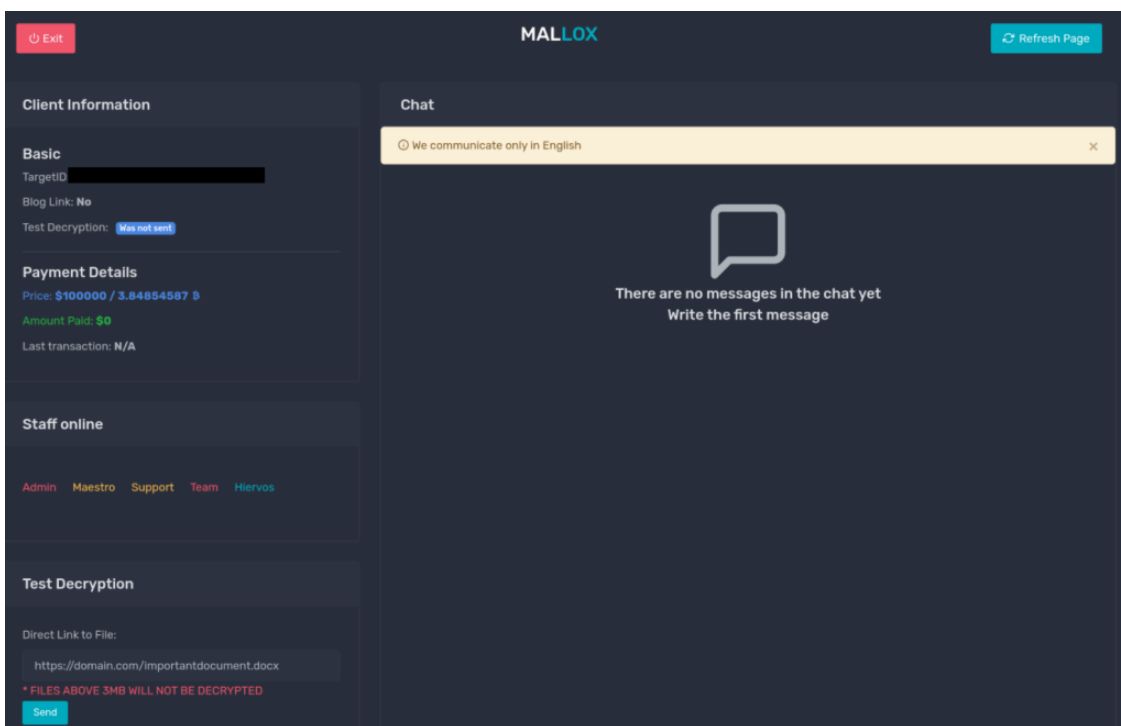 Exit
MALLOX
Refresh Page
Client Information
Basic
TargetID
Blog Link: No
Test Decryption: Was not sent
Payment Details
Price: $100000 / 3.84854587 ₿
Amount Paid: $0
Last transaction: N/A
Staff online
Admin Maestro Support Team Hiervos
Test Decryption
Direct Link to File:
https://domain.com/importantdocument.docx
* FILES ABOVE 3MB WILL NOT BE DECRYPTED
Send
Chat
We communicate only in English
There are no messages in the chat yet
Write the first message